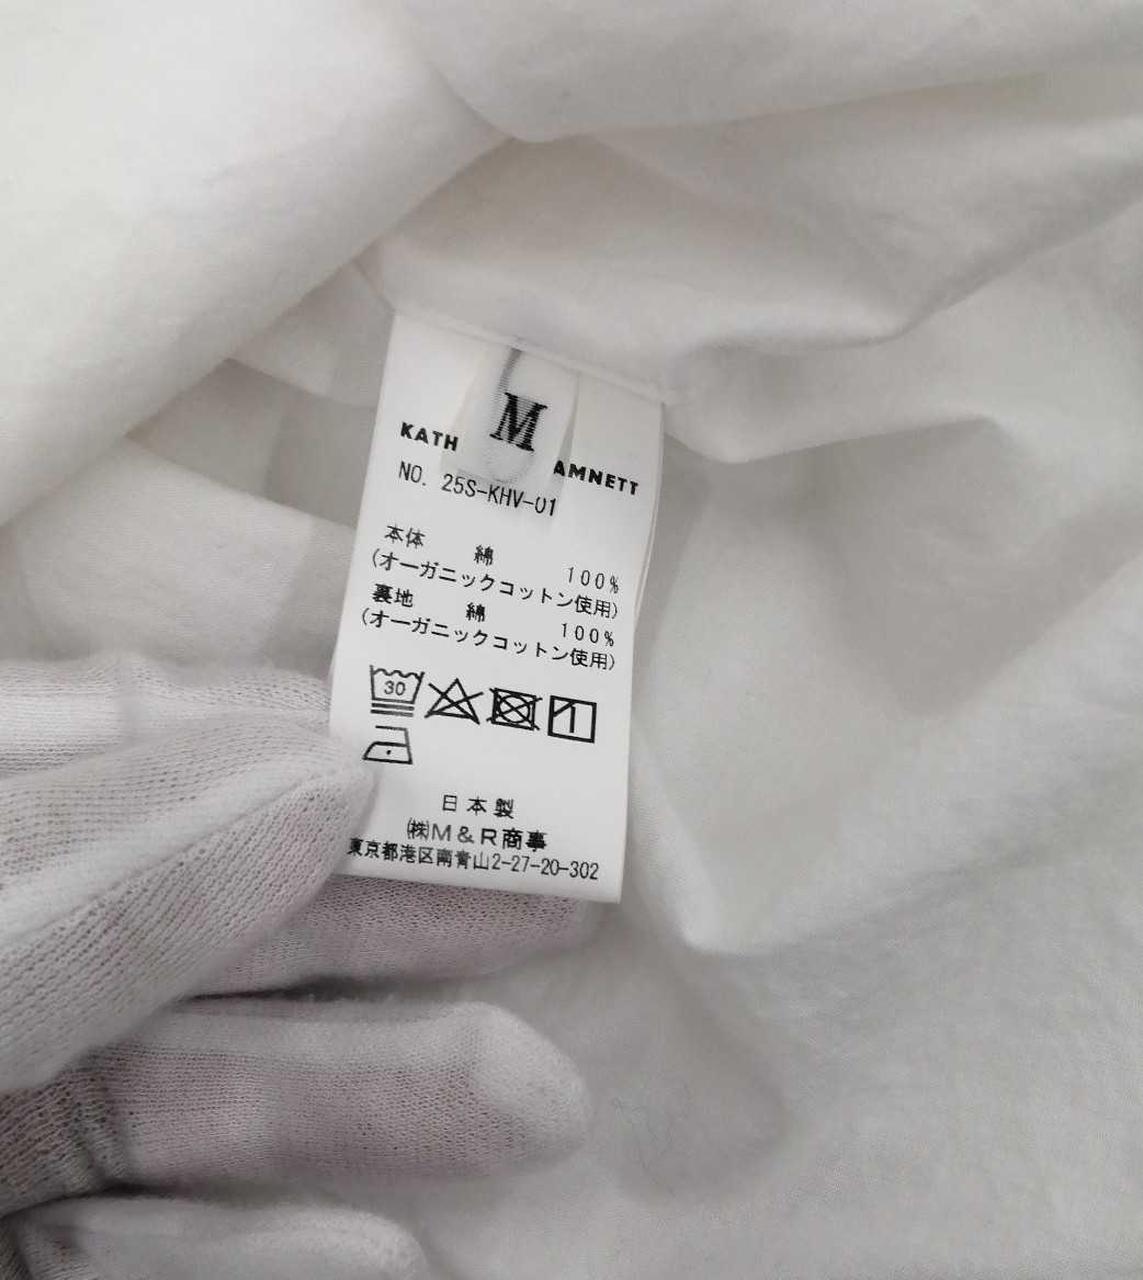 M
KATH AMNETT
NO. 25S-KHV-01
本体 綿 100%
(オーガニックコットン使用)
裏地 綿 100%
(オーガニックコットン使用)
30
日本製
㈱M&R商事
東京都港区南青山2-27-20-302